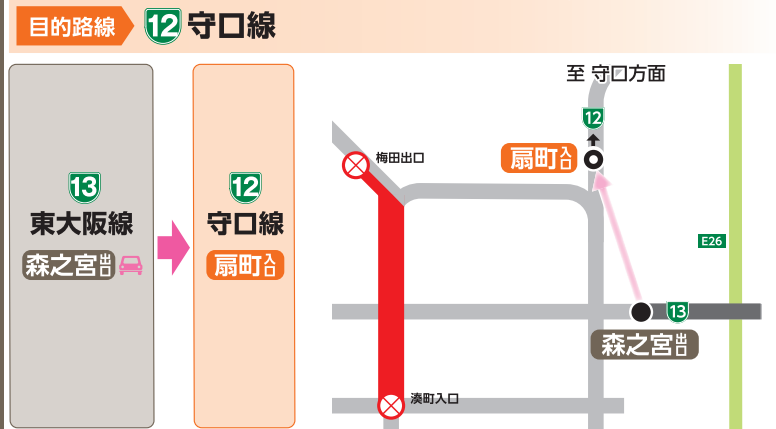 目的路線 12 守口線
13
東大阪線
森之宮出口
12
守口線
扇町入口
至 守口方面
12
梅田出口
扇町入口
E26
13
森之宮出口
湊町入口